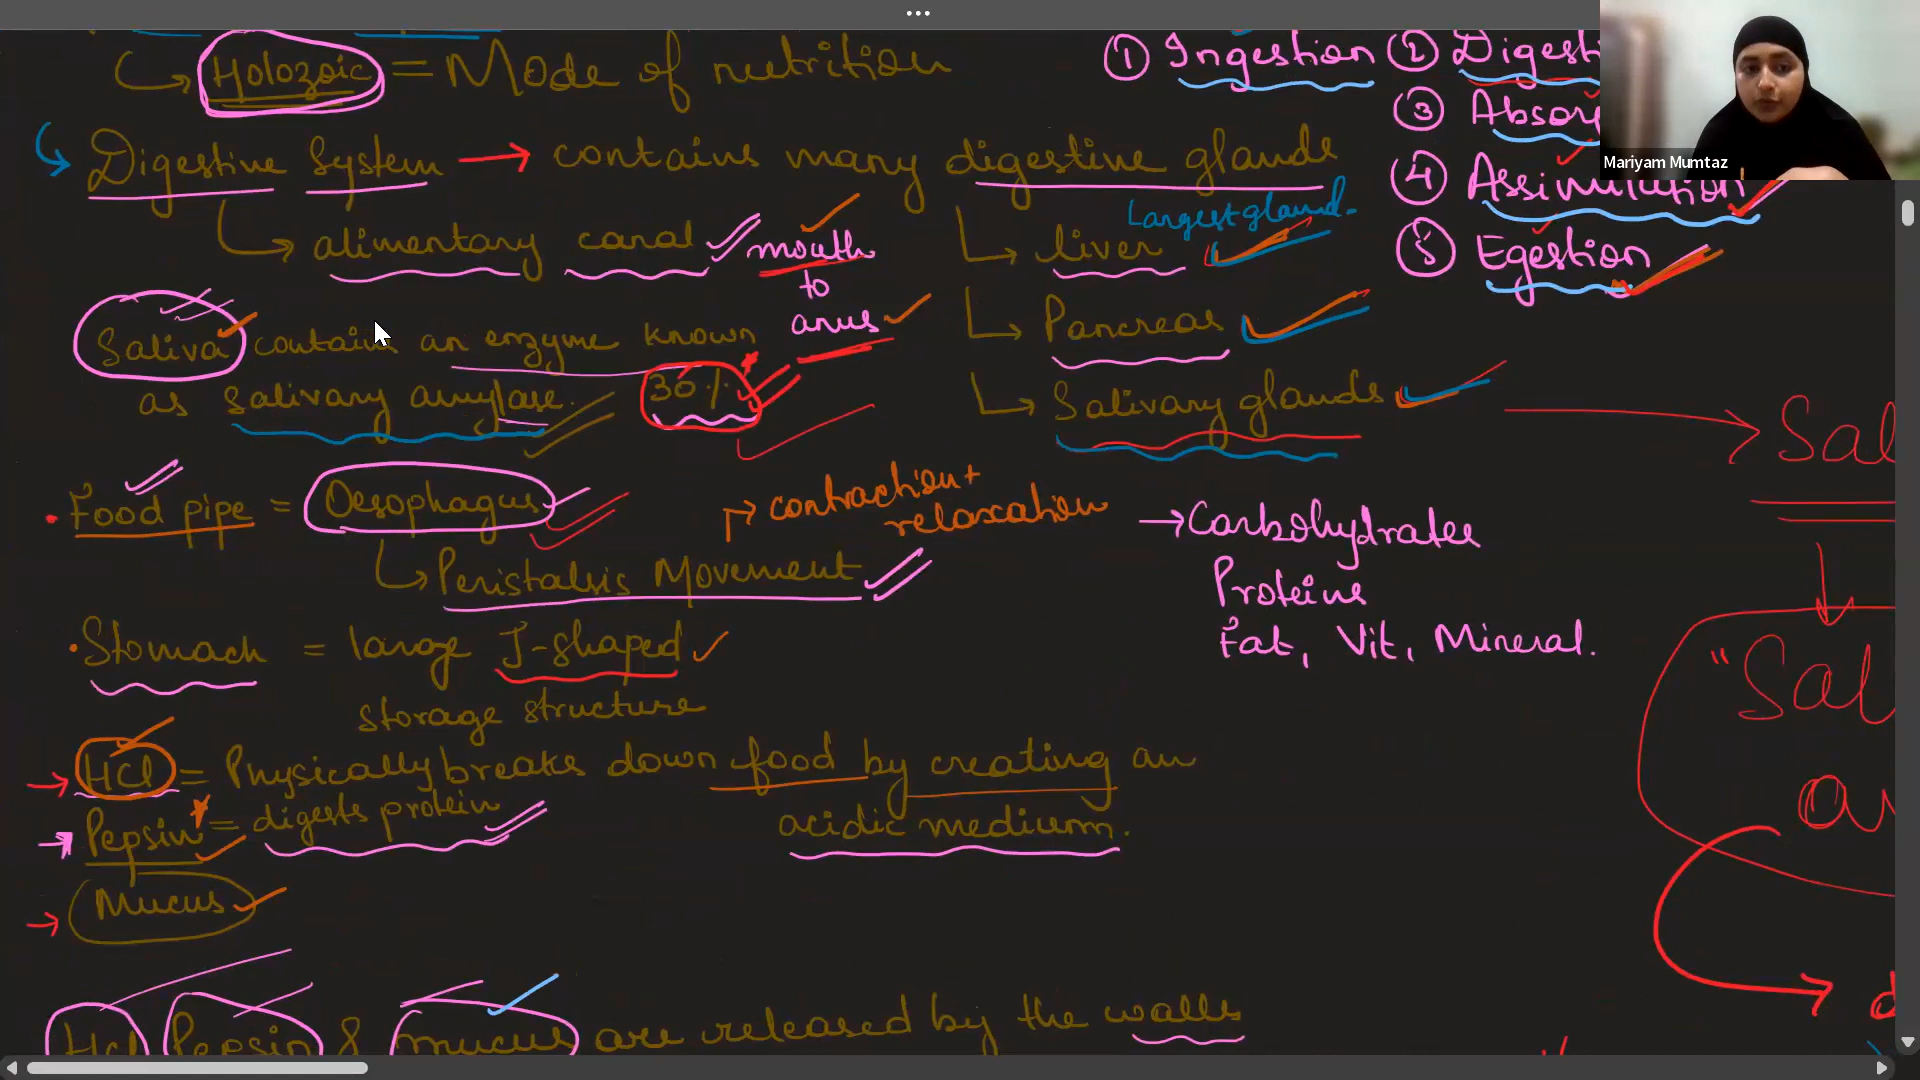 Holozoic = Mode of nutrition
① Ingestion ② Digesti
③ Absorp
④ Assimilation
⑤ Egestion
Mariyam Mumtaz
Digestive System → contains many digestive glands
alimentary canal
mouth
to
anus
Largest gland.
liver
Pancreas
Salivary glands
Saliva contains an enzyme known
as salivary amylase.
30%
Sal
• Food pipe = Oesophagus
Peristalsis Movement
contraction +
relaxation
→ Carbohydrates
Proteins
Fat, Vit, Mineral.
• Stomach = large J-shaped
storage structure
"Sal
→ HCl = Physically breaks down food by creating an
acidic medium.
→ Pepsin = digests protein
→ Mucus
HCl Pepsin & mucus are released by the walls